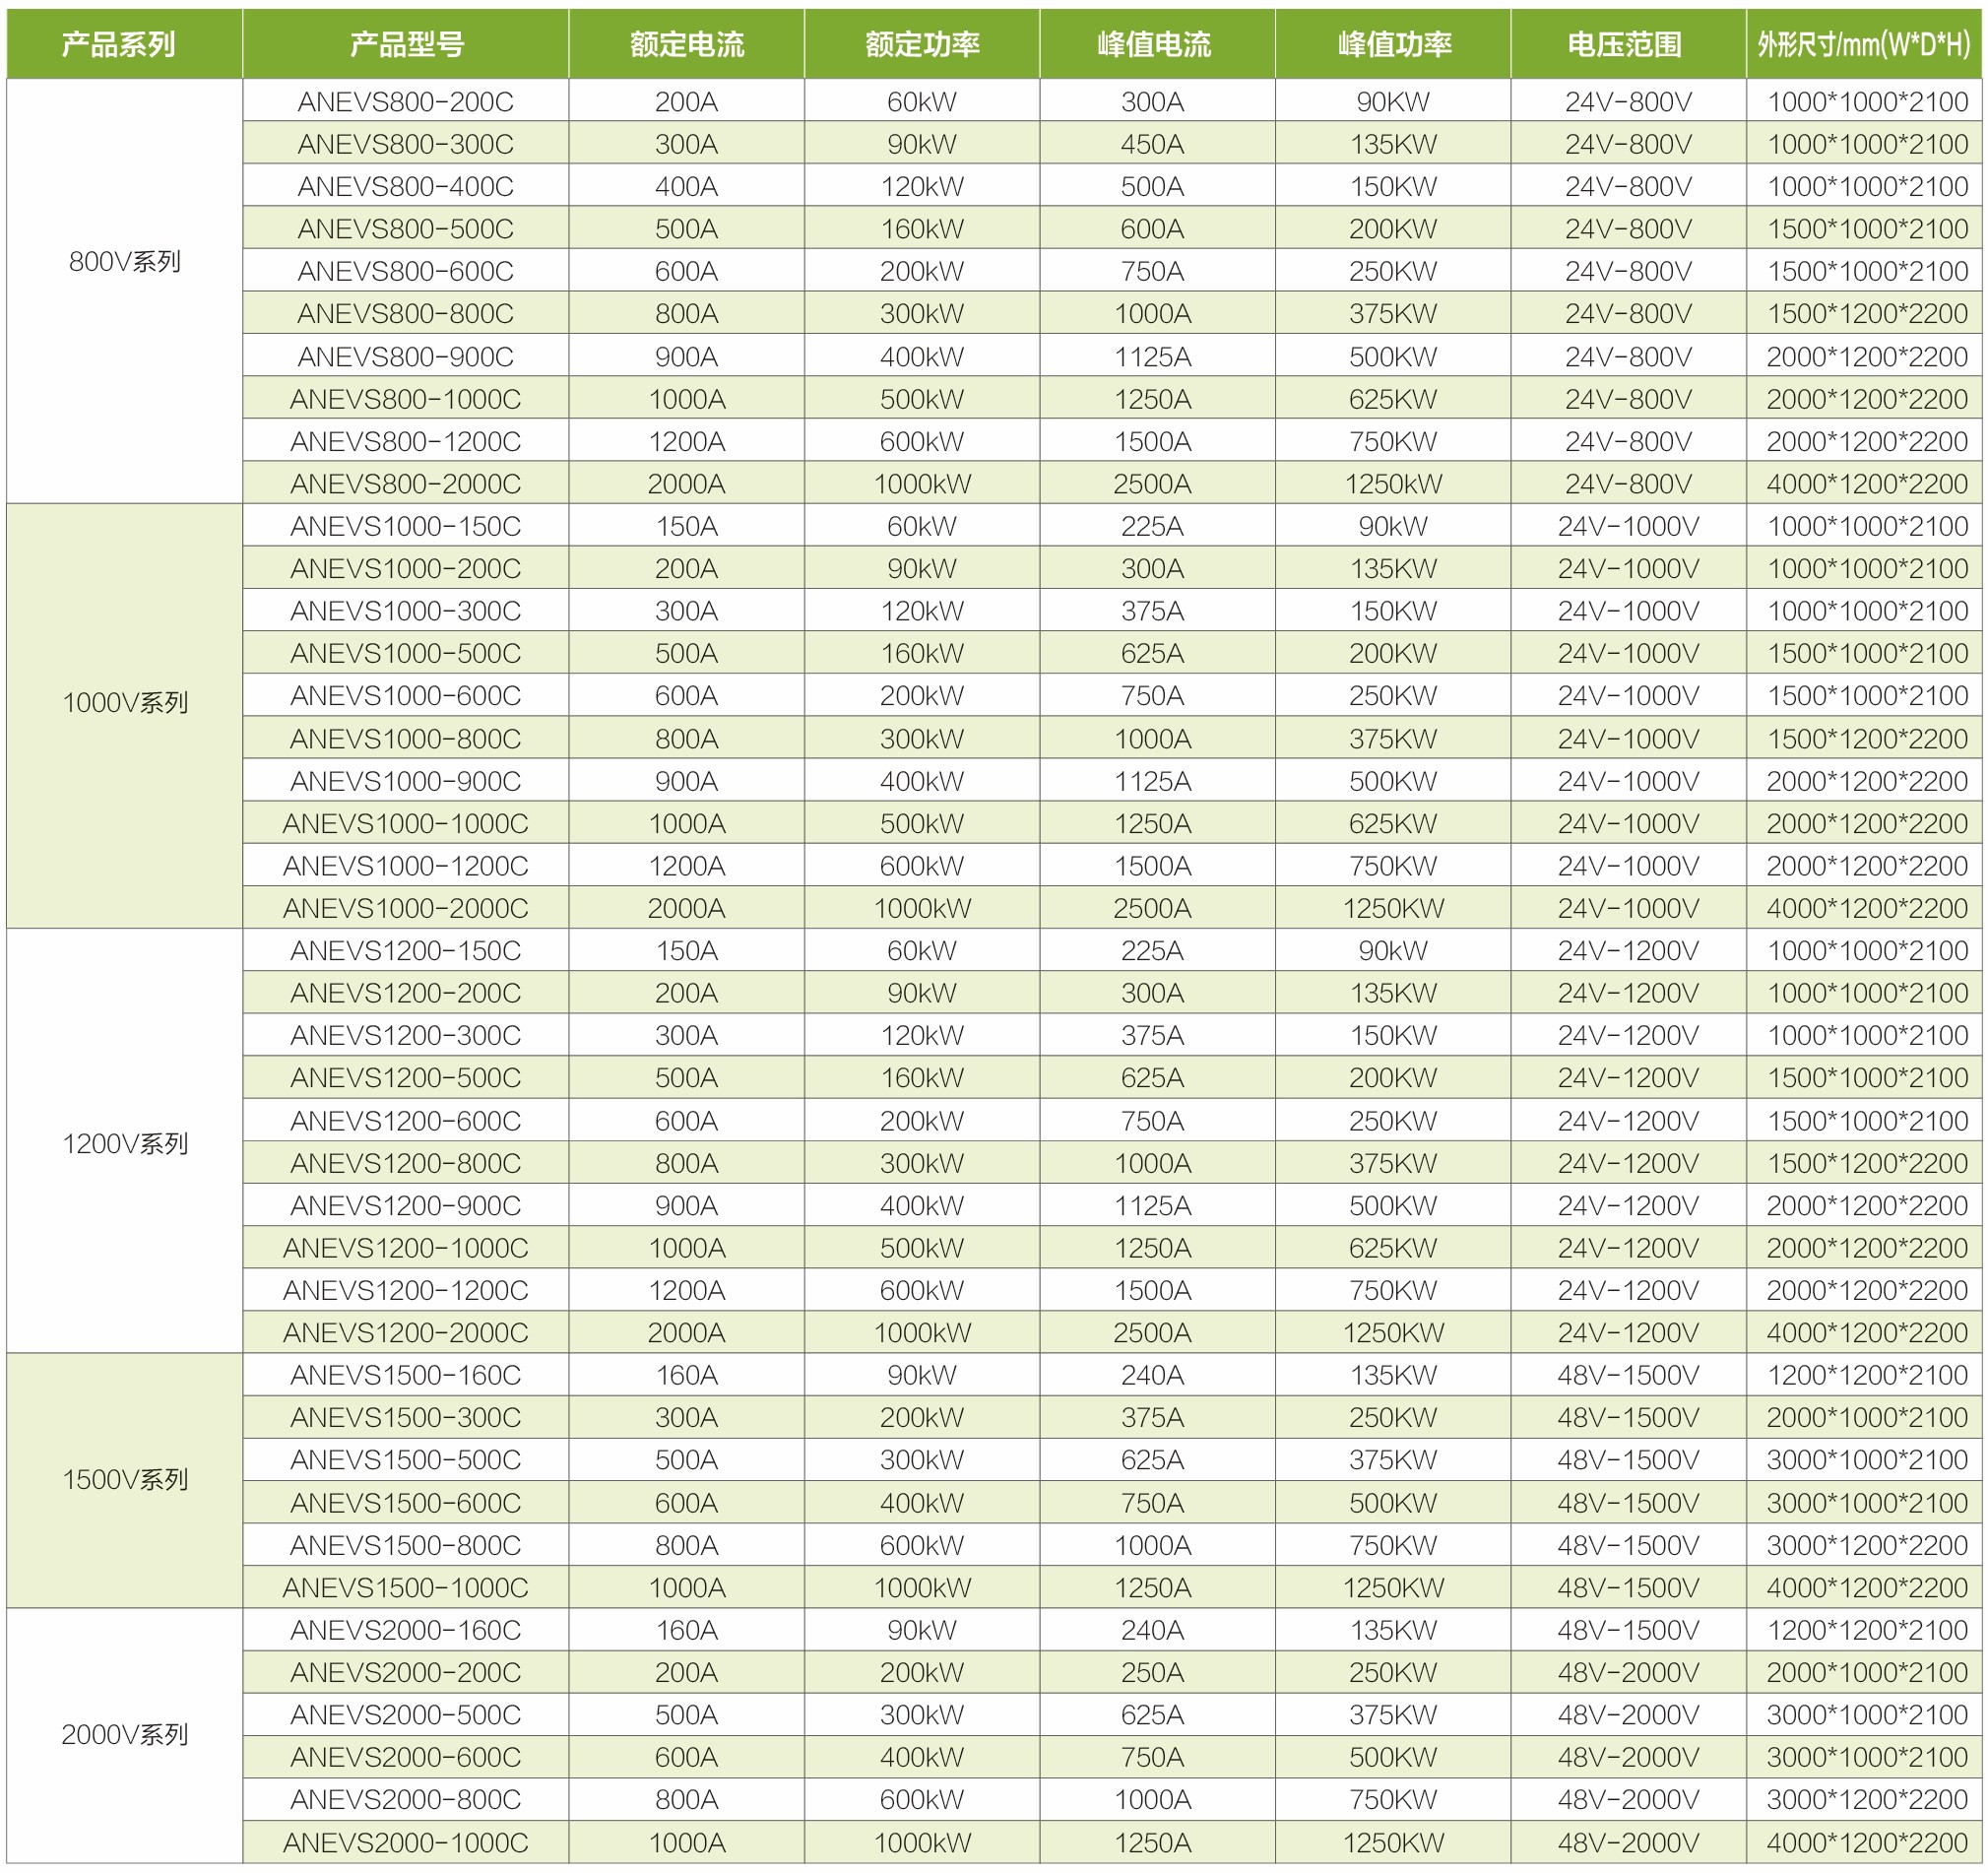 产品系列 产品型号 额定电流 额定功率 峰值电流 峰值功率 电压范围 外形尺寸/mm(W*D*H)
800V系列
ANEVS800-200C 200A 60kW 300A 90KW 24V-800V 1000*1000*2100
ANEVS800-300C 300A 90kW 450A 135KW 24V-800V 1000*1000*2100
ANEVS800-400C 400A 120kW 500A 150KW 24V-800V 1000*1000*2100
ANEVS800-500C 500A 160kW 600A 200KW 24V-800V 1500*1000*2100
ANEVS800-600C 600A 200kW 750A 250KW 24V-800V 1500*1000*2100
ANEVS800-800C 800A 300kW 1000A 375KW 24V-800V 1500*1200*2200
ANEVS800-900C 900A 400kW 1125A 500KW 24V-800V 2000*1200*2200
ANEVS800-1000C 1000A 500kW 1250A 625KW 24V-800V 2000*1200*2200
ANEVS800-1200C 1200A 600kW 1500A 750KW 24V-800V 2000*1200*2200
ANEVS800-2000C 2000A 1000kW 2500A 1250kW 24V-800V 4000*1200*2200
1000V系列
ANEVS1000-150C 150A 60kW 225A 90kW 24V-1000V 1000*1000*2100
ANEVS1000-200C 200A 90kW 300A 135KW 24V-1000V 1000*1000*2100
ANEVS1000-300C 300A 120kW 375A 150KW 24V-1000V 1000*1000*2100
ANEVS1000-500C 500A 160kW 625A 200KW 24V-1000V 1500*1000*2100
ANEVS1000-600C 600A 200kW 750A 250KW 24V-1000V 1500*1000*2100
ANEVS1000-800C 800A 300kW 1000A 375KW 24V-1000V 1500*1200*2200
ANEVS1000-900C 900A 400kW 1125A 500KW 24V-1000V 2000*1200*2200
ANEVS1000-1000C 1000A 500kW 1250A 625KW 24V-1000V 2000*1200*2200
ANEVS1000-1200C 1200A 600kW 1500A 750KW 24V-1000V 2000*1200*2200
ANEVS1000-2000C 2000A 1000kW 2500A 1250KW 24V-1000V 4000*1200*2200
1200V系列
ANEVS1200-150C 150A 60kW 225A 90kW 24V-1200V 1000*1000*2100
ANEVS1200-200C 200A 90kW 300A 135KW 24V-1200V 1000*1000*2100
ANEVS1200-300C 300A 120kW 375A 150KW 24V-1200V 1000*1000*2100
ANEVS1200-500C 500A 160kW 625A 200KW 24V-1200V 1500*1000*2100
ANEVS1200-600C 600A 200kW 750A 250KW 24V-1200V 1500*1000*2100
ANEVS1200-800C 800A 300kW 1000A 375KW 24V-1200V 1500*1200*2200
ANEVS1200-900C 900A 400kW 1125A 500KW 24V-1200V 2000*1200*2200
ANEVS1200-1000C 1000A 500kW 1250A 625KW 24V-1200V 2000*1200*2200
ANEVS1200-1200C 1200A 600kW 1500A 750KW 24V-1200V 2000*1200*2200
ANEVS1200-2000C 2000A 1000kW 2500A 1250KW 24V-1200V 4000*1200*2200
1500V系列
ANEVS1500-160C 160A 90kW 240A 135KW 48V-1500V 1200*1200*2100
ANEVS1500-300C 300A 200kW 375A 250KW 48V-1500V 2000*1000*2100
ANEVS1500-500C 500A 300kW 625A 375KW 48V-1500V 3000*1000*2100
ANEVS1500-600C 600A 400kW 750A 500KW 48V-1500V 3000*1000*2100
ANEVS1500-800C 800A 600kW 1000A 750KW 48V-1500V 3000*1200*2200
ANEVS1500-1000C 1000A 1000kW 1250A 1250KW 48V-1500V 4000*1200*2200
2000V系列
ANEVS2000-160C 160A 90kW 240A 135KW 48V-1500V 1200*1200*2100
ANEVS2000-200C 200A 200kW 250A 250KW 48V-2000V 2000*1000*2100
ANEVS2000-500C 500A 300kW 625A 375KW 48V-2000V 3000*1000*2100
ANEVS2000-600C 600A 400kW 750A 500KW 48V-2000V 3000*1000*2100
ANEVS2000-800C 800A 600kW 1000A 750KW 48V-2000V 3000*1200*2200
ANEVS2000-1000C 1000A 1000kW 1250A 1250KW 48V-2000V 4000*1200*2200